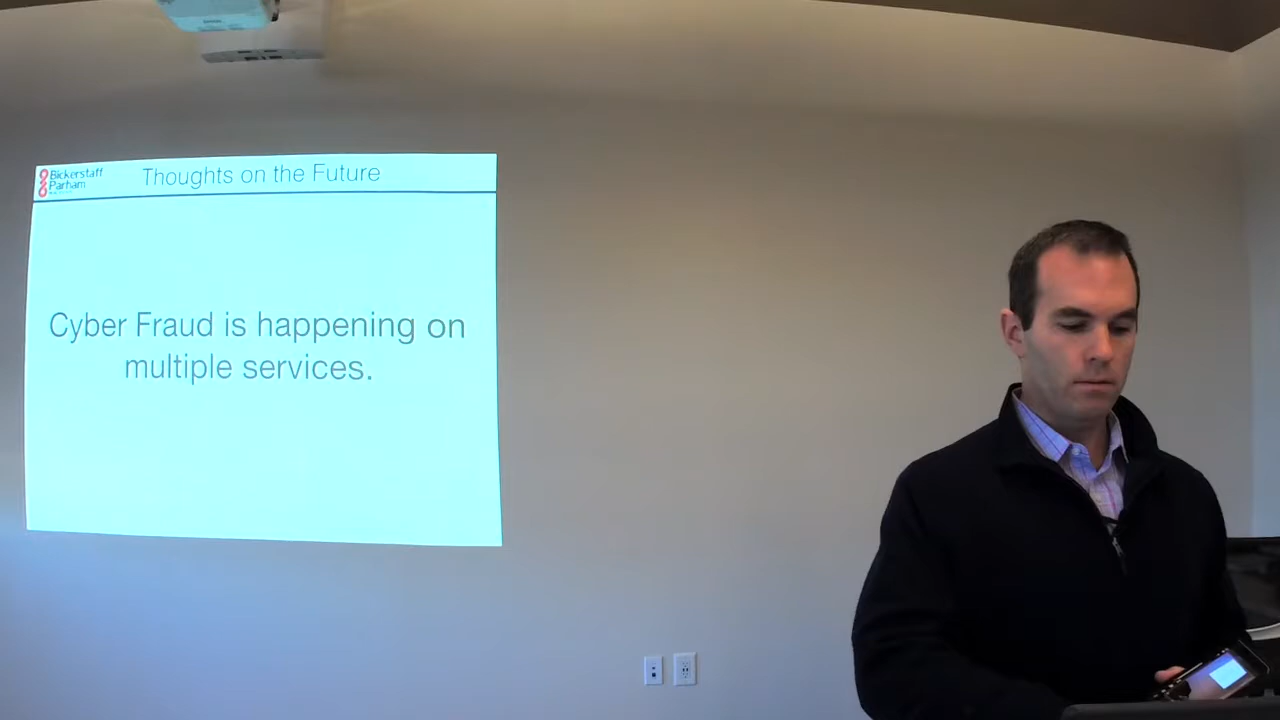 Bickerstaff
Parham
Thoughts on the Future
Cyber Fraud is happening on
multiple services.